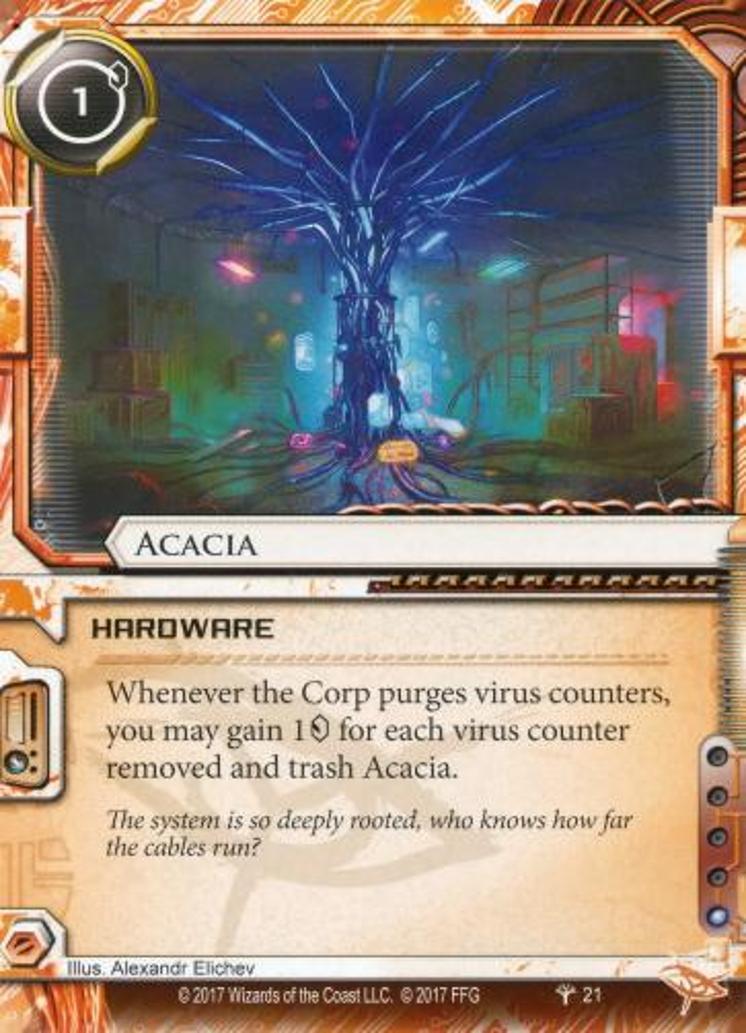 1
ACACIA
HARDWARE
Whenever the Corp purges virus counters,
you may gain 1 for each virus counter
removed and trash Acacia.
The system is so deeply rooted, who knows how far
the cables run?
Illus. Alexandr Elichev
© 2017 Wizards of the Coast LLC. © 2017 FFG 21